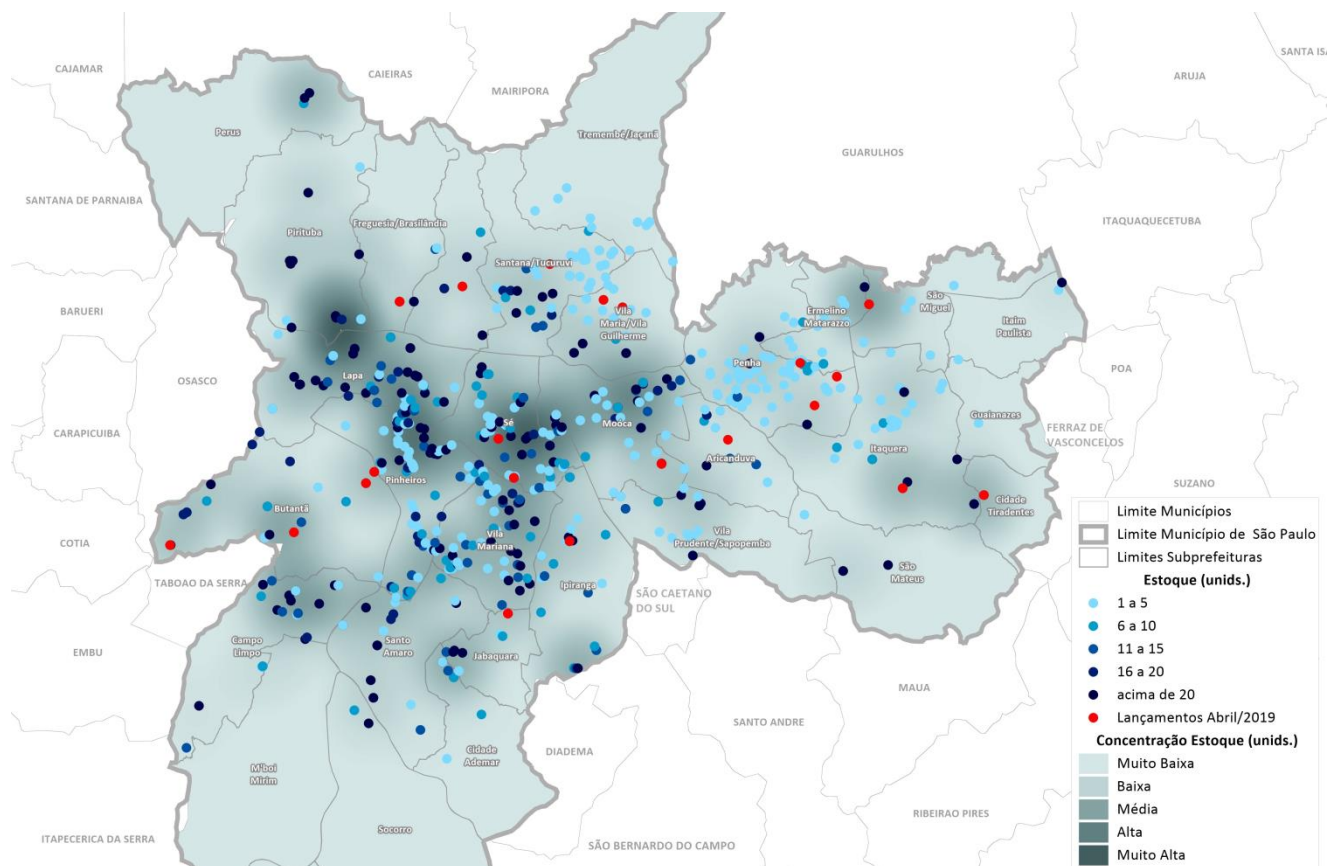 SANTA ISA
CAJAMAR
CAIEIRAS
ARUJA
MAIRIPORA
Perus
Tremembé/Jaçanã
GUARULHOS
SANTANA DE PARNAIBA
ITAQUAQUECETUBA
Freguesia/Brasilândia
Pirituba
Santana/Tucuruvi
São
Miguel
BARUERI
Vila
Maria/Vila
Guilherme
Ermelino
Matarazzo
Itaim
Paulista
Penha
POA
OSASCO
Lapa
Guaianazes
Sé
Mooca
FERRAZ DE
VASCONCELOS
CARAPICUIBA
Itaquera
Aricanduva
Pinheiros
SUZANO
Cidade
Tiradentes
Butantã
Vila
Prudente/Sapopemba
Vila
Mariana
COTIA
São
Mateus
TABOAO DA SERRA
Ipiranga
SÃO CAETANO
DO SUL
Campo
Limpo
Santo
Amaro
EMBU
Jabaquara
MAUA
SANTO ANDRE
Cidade
Ademar
DIADEMA
M'boi
Mirim
RIBEIRAO PIRES
Socorro
ITAPECERICA DA SERRA
SÃO BERNARDO DO CAMPO
Limite Municípios
Limite Município de São Paulo
Limites Subprefeituras
Estoque (unids.)
1 a 5
6 a 10
11 a 15
16 a 20
acima de 20
Lançamentos Abril/2019
Concentração Estoque (unids.)
Muito Baixa
Baixa
Média
Alta
Muito Alta